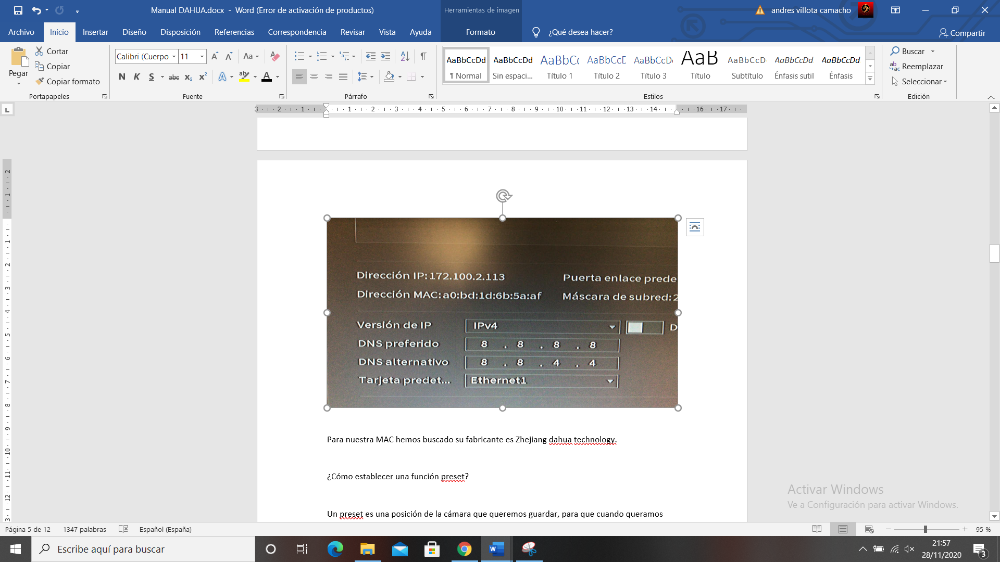 Manual DAHUA.docx - Word (Error de activación de productos)
Herramientas de imagen
andres villota camacho
Archivo Inicio Insertar Diseño Disposición Referencias Correspondencia Revisar Vista Ayuda Formato ¿Qué desea hacer? Compartir
Pegar
Cortar
Copiar
Copiar formato
Portapapeles
Calibri (Cuerpo 11
N K S abc x₂ x²
Fuente
Párrafo
AaBbCcDd AaBbCcDd AaBbCc AaBbCcD AaBbCcDd AaB AaBbCcD AaBbCcDd AaBbCcDd
¶ Normal Sin espaci... Título 1 Título 2 Título 3 Título Subtítulo Énfasis sutil Énfasis
Estilos
Buscar
Reemplazar
Seleccionar
Edición
3 2 1 1 2 3 4 5 6 7 8 9 10 11 12 13 14 16 17
Dirección IP:172.100.2.113 Puerta enlace prede
Dirección MAC:a0:bd:1d:6b:5a:af Máscara de subred:2
Versión de IP IPv4 D
DNS preferido 8 . 8 . 8 . 8
DNS alternativo 8 . 8 . 4 . 4
Tarjeta predet... Ethernet1
Para nuestra MAC hemos buscado su fabricante es Zhejiang dahua technology.
¿Cómo establecer una función preset?
Un preset es una posición de la cámara que queremos guardar, para que cuando queramos
Activar Windows
Ve a Configuración para activar Windows.
Página 5 de 12 1347 palabras Español (España) 95 %
Escribe aquí para buscar
21:57
28/11/2020
3